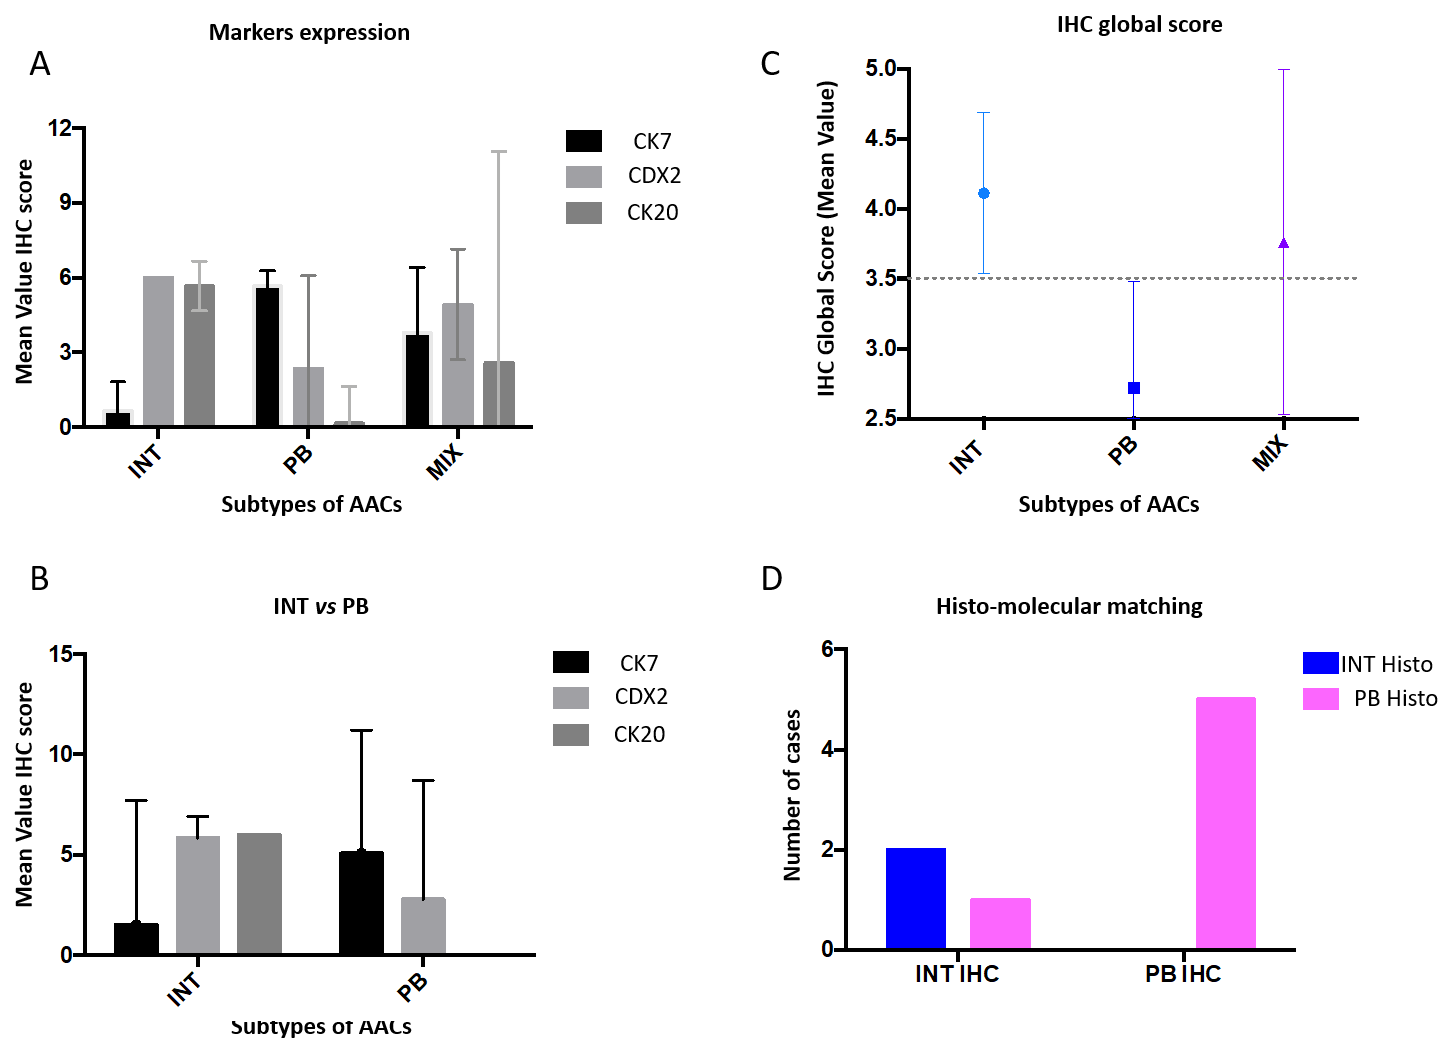 A
Markers expression
Mean Value IHC score
12
9
6
3
0
INT
PB
MIX
Subtypes of AACs
CK7
CDX2
CK20
B
INT vs PB
Mean Value IHC score
15
10
5
0
INT
PB
Subtypes of AACs
CK7
CDX2
CK20
C
IHC global score
IHC Global Score (Mean Value)
5.0
4.5
4.0
3.5
3.0
2.5
INT
PB
MIX
Subtypes of AACs
D
Histo-molecular matching
Number of cases
6
4
2
0
INT IHC
PB IHC
INT Histo
PB Histo